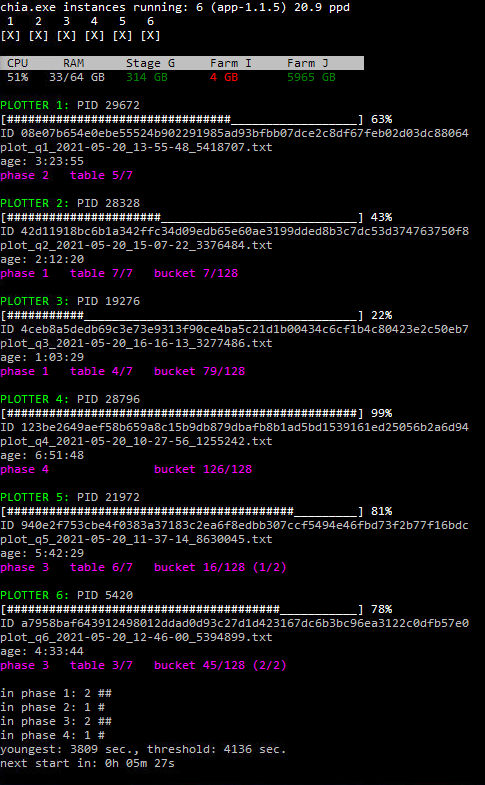 chia.exe instances running: 6 (app-1.1.5) 20.9 ppd
1 2 3 4 5 6
[X] [X] [X] [X] [X] [X]
CPU RAM Stage G Farm I Farm J
51% 33/64 GB 314 GB 4 GB 5965 GB
PLOTTER 1: PID 29672
[################################__________________] 63%
ID 08e07b654e0ebe55524b902291985ad93bfbb07dce2c8df67feb02d03dc88064
plot_q1_2021-05-20_13-55-48_5418707.txt
age: 3:23:55
phase 2 table 5/7
PLOTTER 2: PID 28328
[######################____________________________] 43%
ID 42d11918bc6b1a342ffc34d09edb65e60ae3199dded8b3c7dc53d374763750f8
plot_q2_2021-05-20_15-07-22_3376484.txt
age: 2:12:20
phase 1 table 7/7 bucket 7/128
PLOTTER 3: PID 19276
[###########_______________________________________] 22%
ID 4ceb8a5dedb69c3e73e9313f90ce4ba5c21d1b00434c6cf1b4c80423e2c50eb7
plot_q3_2021-05-20_16-16-13_3277486.txt
age: 1:03:29
phase 1 table 4/7 bucket 79/128
PLOTTER 4: PID 28796
[##################################################] 99%
ID 123be2649aef58b659a8c15b9db879dbafb8b1ad5bd1539161ed25056b2a6d94
plot_q4_2021-05-20_10-27-56_1255242.txt
age: 6:51:48
phase 4 bucket 126/128
PLOTTER 5: PID 21972
[#########################################_________] 81%
ID 940e2f753cbe4f0383a37183c2ea6f8edbb307ccf5494e46fbd73f2b77f16bdc
plot_q5_2021-05-20_11-37-14_8630045.txt
age: 5:42:29
phase 3 table 6/7 bucket 16/128 (1/2)
PLOTTER 6: PID 5420
[#######################################___________] 78%
ID a7958baf643912498012ddad0d93c27d1d423167dc6b3bc96ea3122c0dfb57e0
plot_q6_2021-05-20_12-46-00_5394899.txt
age: 4:33:44
phase 3 table 3/7 bucket 45/128 (2/2)
in phase 1: 2 ##
in phase 2: 1 #
in phase 3: 2 ##
in phase 4: 1 #
youngest: 3809 sec., threshold: 4136 sec.
next start in: 0h 05m 27s